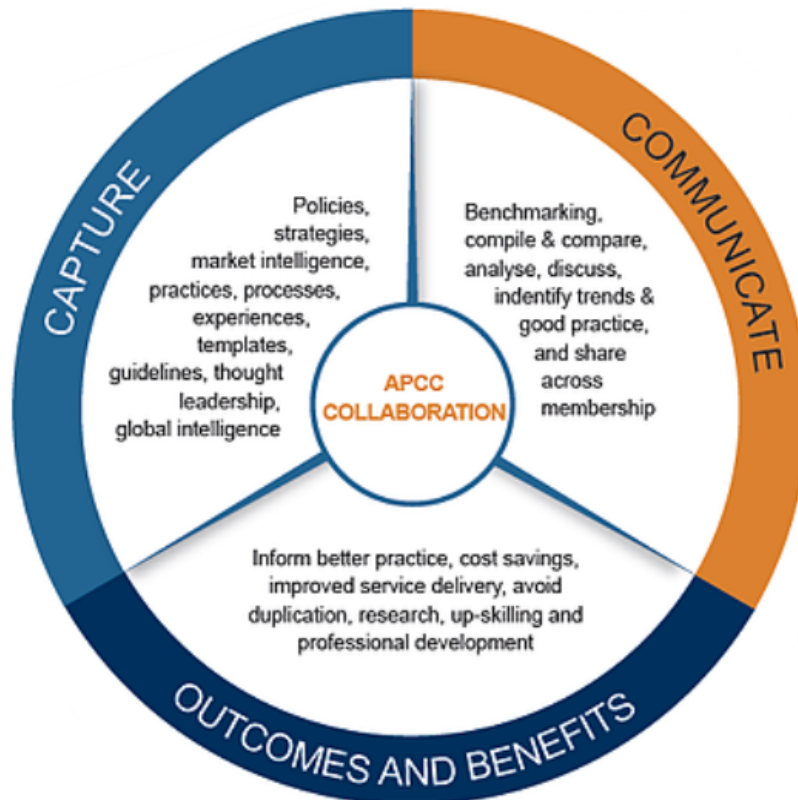 CAPTURE
Policies,
strategies,
market intelligence,
practices, processes,
experiences,
templates,
guidelines, thought
leadership,
global intelligence
COMMUNICATE
Benchmarking,
compile & compare,
analyse, discuss,
indentify trends &
good practice,
and share
across
membership
APCC
COLLABORATION
Inform better practice, cost savings,
improved service delivery, avoid
duplication, research, up-skilling and
professional development
OUTCOMES AND BENEFITS